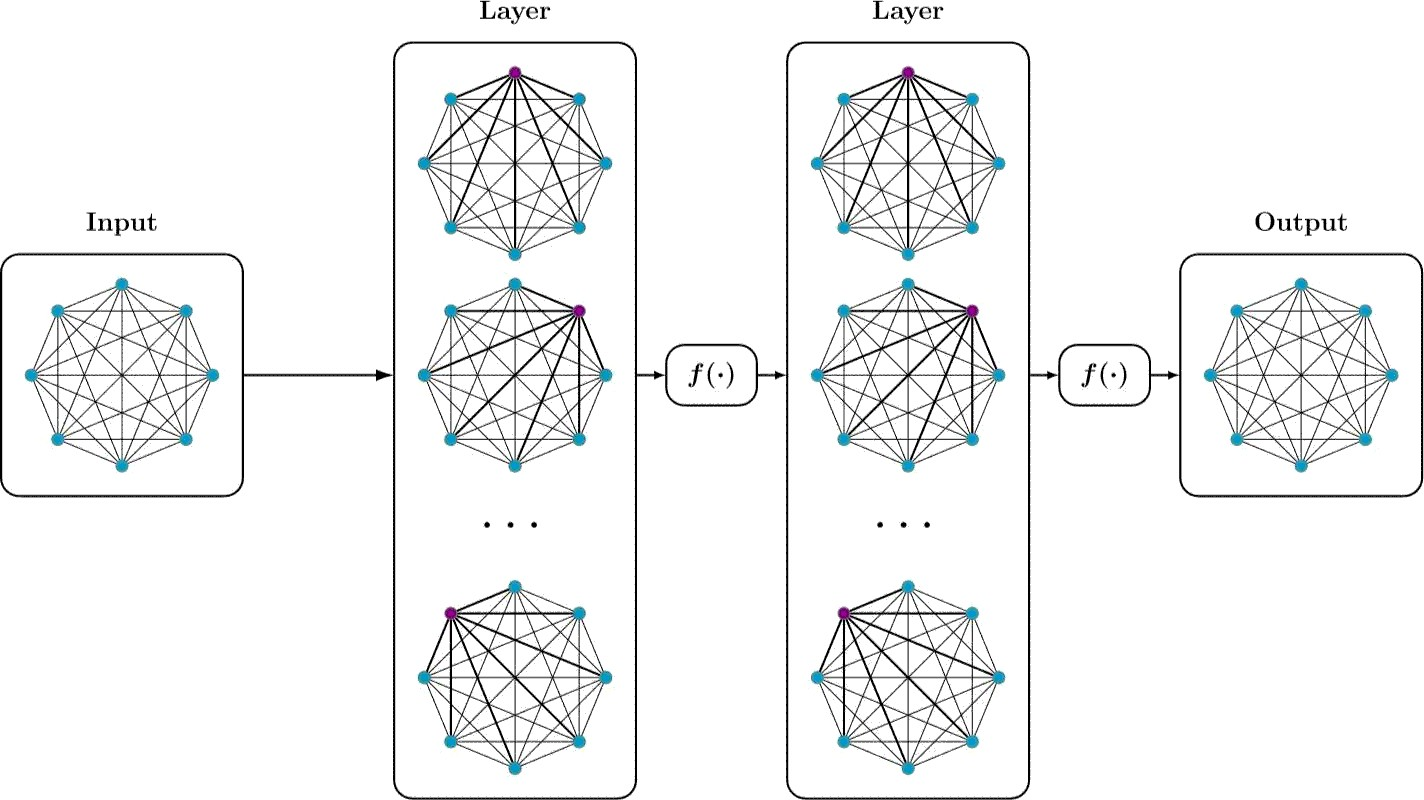 Layer
Layer
Input
Output
f(·)
f(·)
. . .
. . .